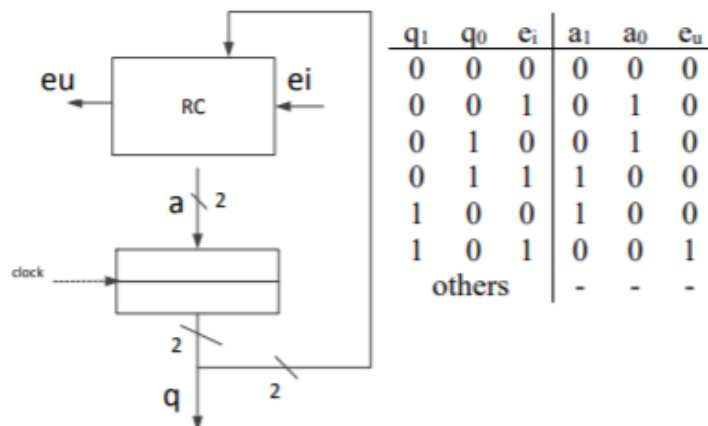 eu
RC
ei
a
2
clock
2
2
q
q₁ q₀ eᵢ a₁ a₀ eᵤ
0 0 0 0 0 0
0 0 1 0 1 0
0 1 0 0 1 0
0 1 1 1 0 0
1 0 0 1 0 0
1 0 1 0 0 1
others - - -